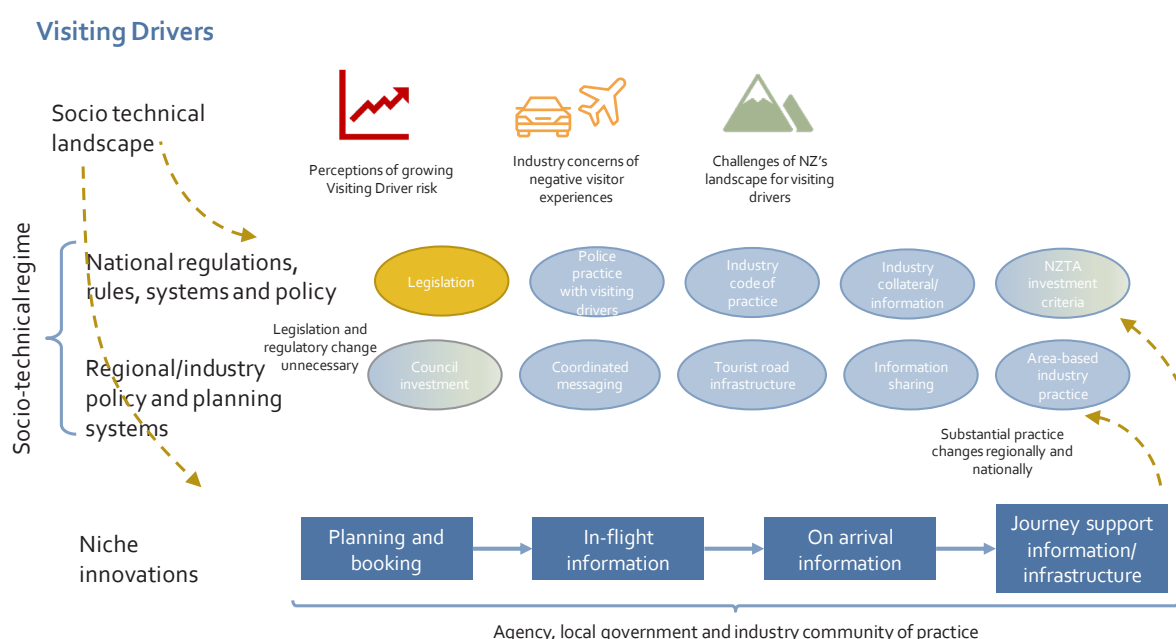 Visiting Drivers
Socio technical
landscape
Perceptions of growing
Visiting Driver risk
Industry concerns of
negative visitor
experiences
Challenges of NZ's
landscape for visiting
drivers
Socio-technical regime
National regulations,
rules, systems and policy
Legislation
Police
practice
with visiting
drivers
Industry
code of
practice
Industry
collateral/
information
NZTA
investment
criteria
Legislation and
regulatory change
unnecessary
Regional/industry
policy and planning
systems
Council
investment
Coordinated
messaging
Tourist road
infrastructure
Information
sharing
Area-based
industry
practice
Substantial practice
changes regionally and
nationally
Niche
innovations
Planning and
booking
In-flight
information
On arrival
information
Journey support
information/
infrastructure
Agency, local government and industry community of practice